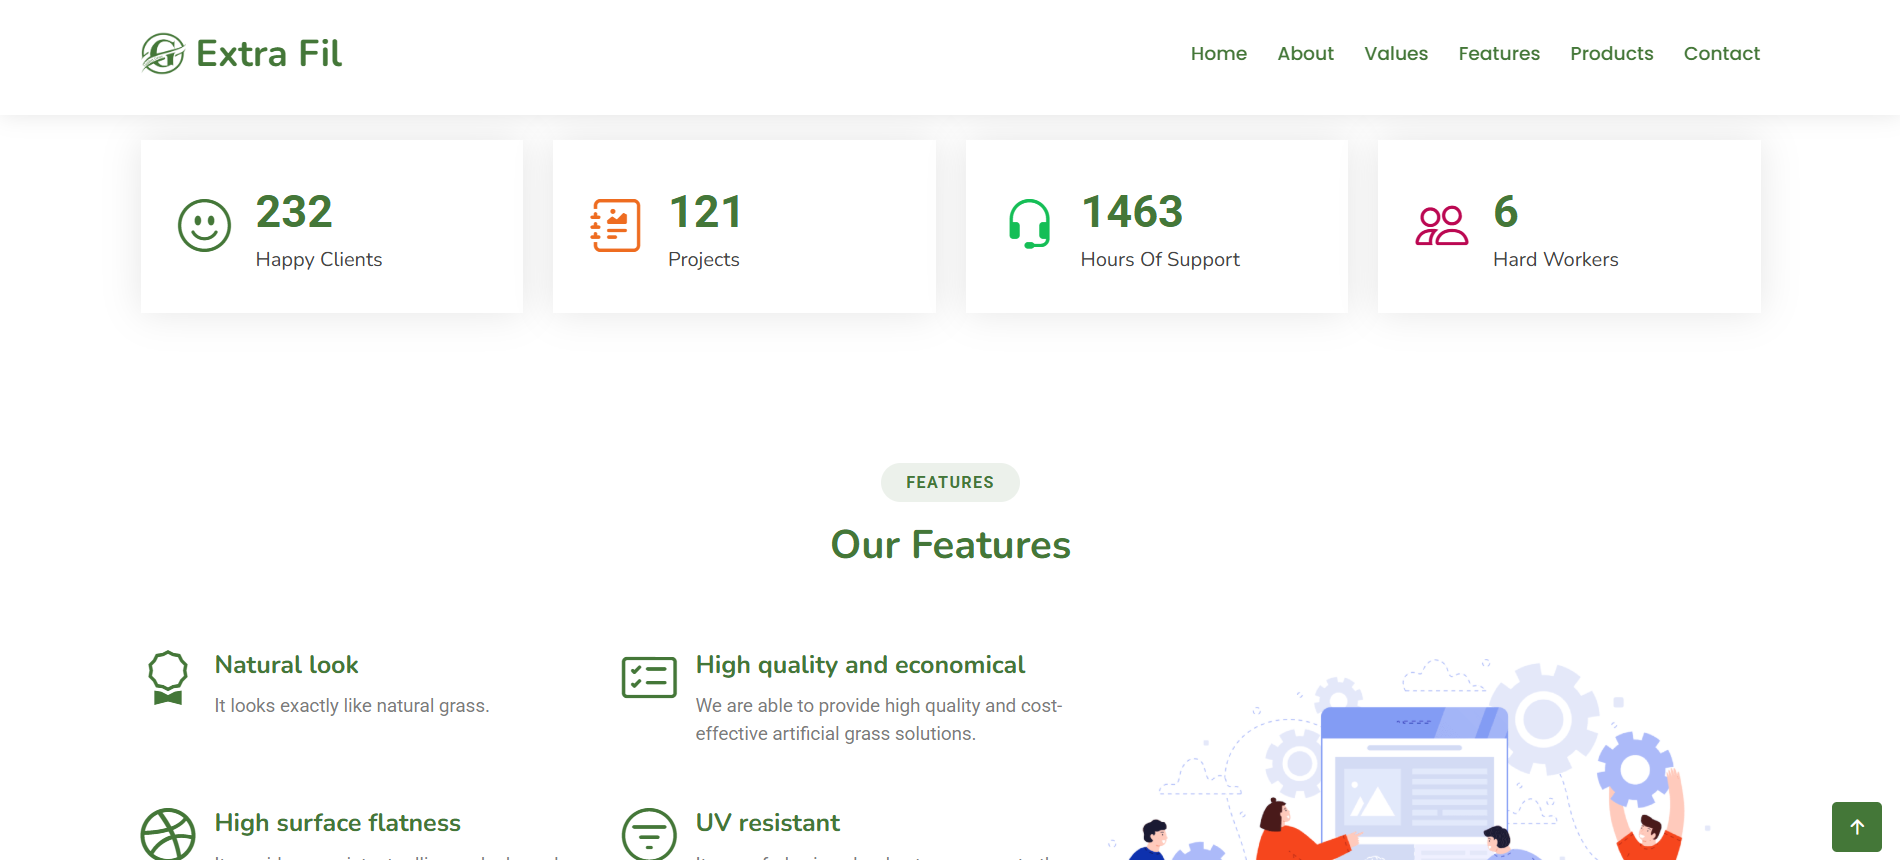 Extra Fil
Home About Values Features Products Contact
232
Happy Clients
121
Projects
1463
Hours Of Support
6
Hard Workers
FEATURES
Our Features
Natural look
It looks exactly like natural grass.
High quality and economical
We are able to provide high quality and cost-
effective artificial grass solutions.
High surface flatness
UV resistant